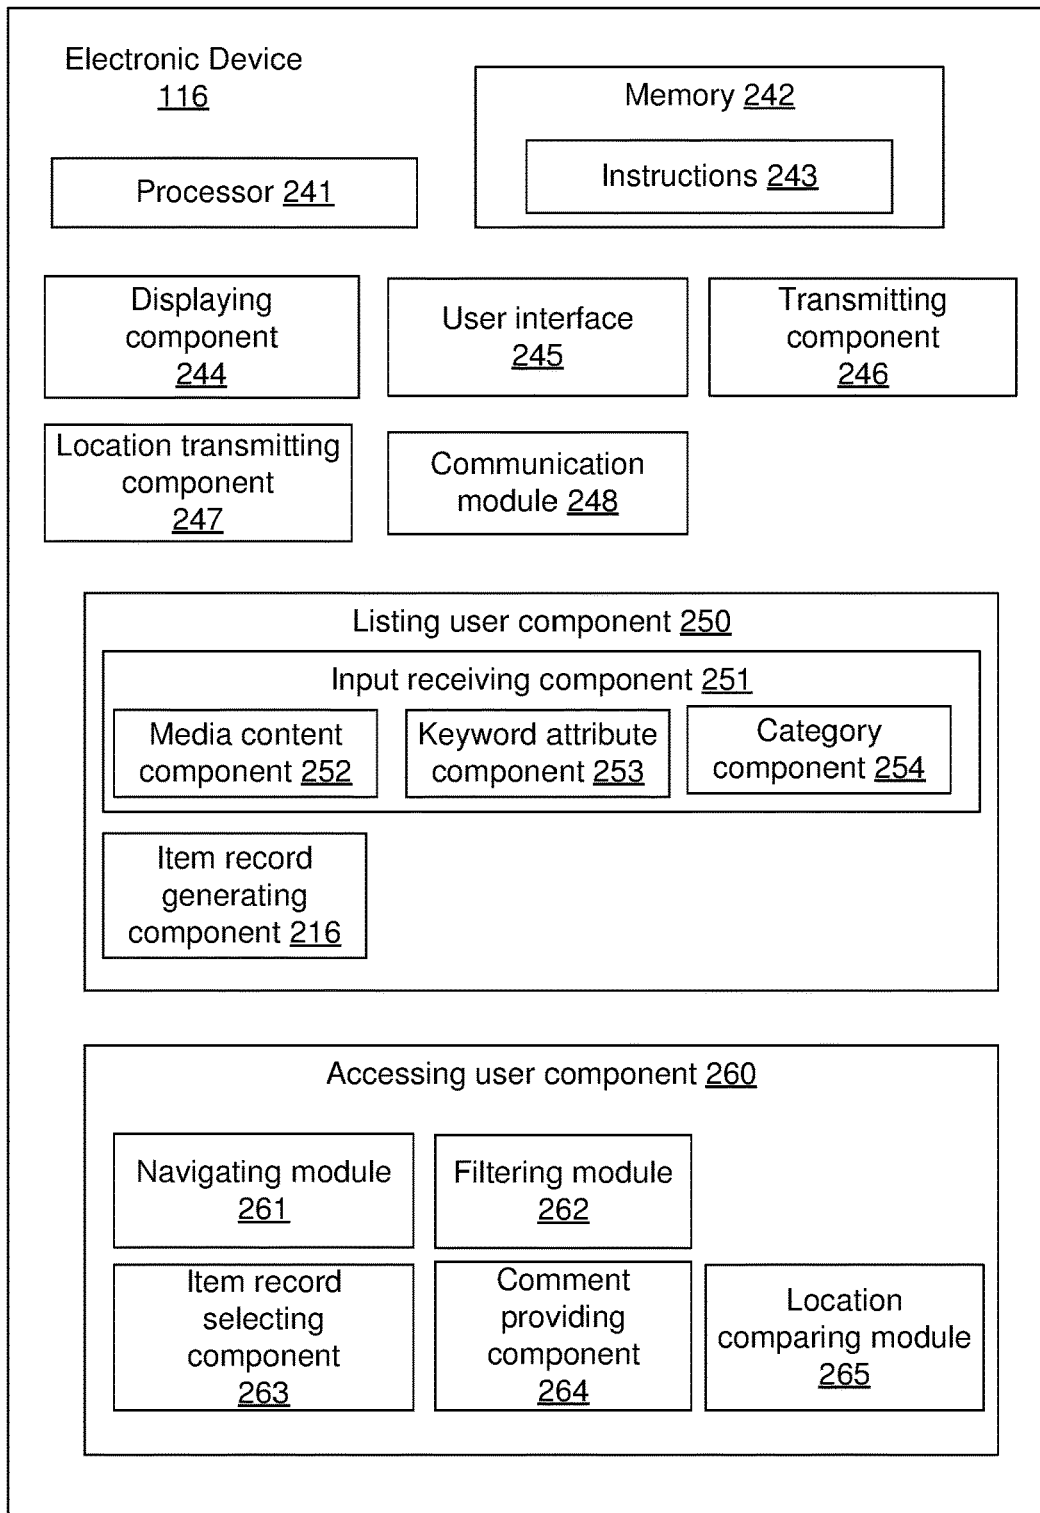 Electronic Device
116
Memory 242
Instructions 243
Processor 241
Displaying
component
244
User interface
245
Transmitting
component
246
Location transmitting
component
247
Communication
module 248
Listing user component 250
Input receiving component 251
Media content
component 252
Keyword attribute
component 253
Category
component 254
Item record
generating
component 216
Accessing user component 260
Navigating module
261
Filtering module
262
Item record
selecting
component
263
Comment
providing
component
264
Location
comparing module
265